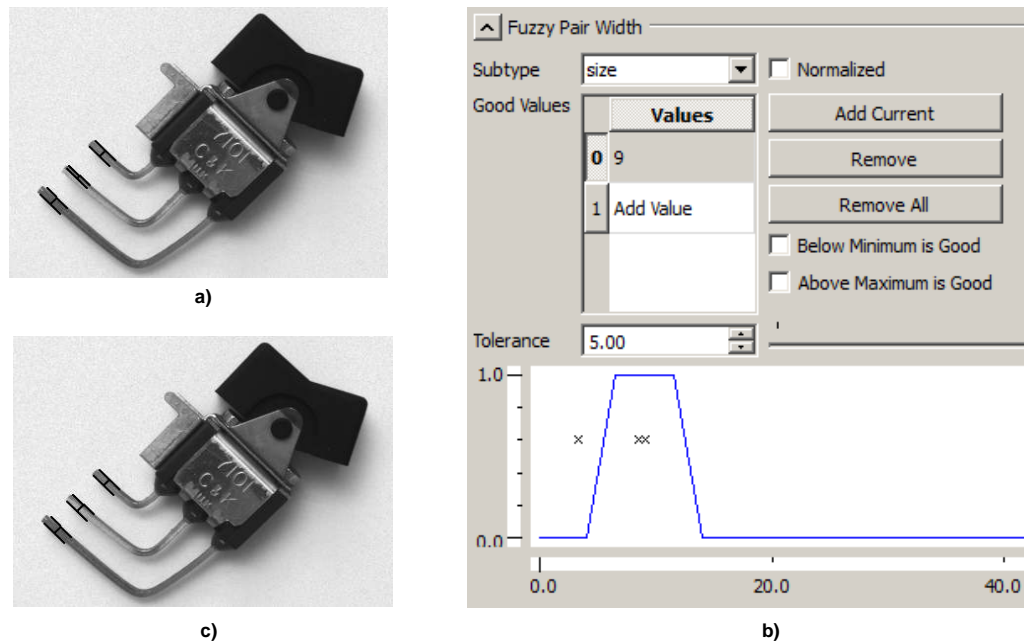 7101
C & K
a)
Fuzzy Pair Width
Subtype
size
Normalized
Good Values
Values
0
9
1
Add Value
Add Current
Remove
Remove All
Below Minimum is Good
Above Maximum is Good
Tolerance
5.00
1.0
0.0
0.0
20.0
40.0
b)
7101
C & K
c)